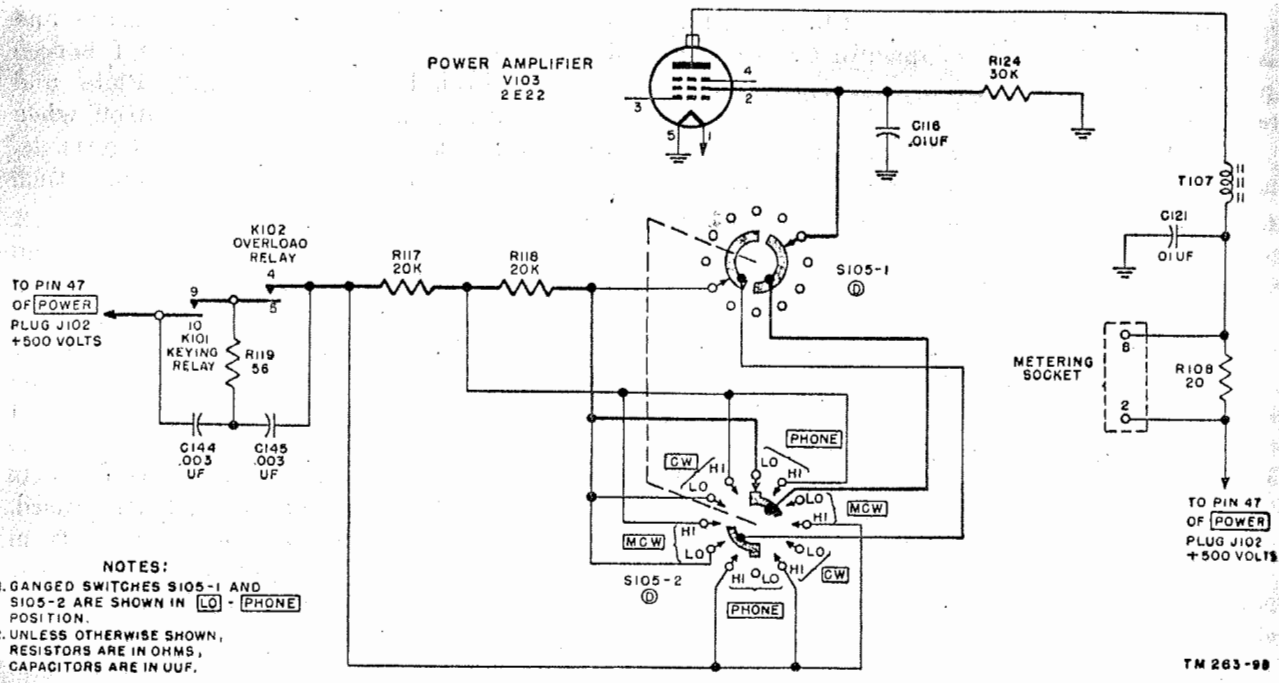 POWER AMPLIFIER
V103
2E22
4
2
3
5
1
R124
30K
C116
.01UF
T107
C121
.01UF
K102
OVERLOAD
RELAY
4
5
R117
20K
R118
20K
S105-1
D
TO PIN 47
OF POWER
PLUG J102
+500 VOLTS
9
10
K101
KEYING
RELAY
R119
56
C144
.003
UF
C145
.003
UF
METERING
SOCKET
8
2
R108
20
TO PIN 47
OF POWER
PLUG J102
+500 VOLTS
PHONE
LO
HI
CW
HI
LO
LO
HI
MCW
MCW
HI
LO
LO
HI
CW
S105-2
D
HI
LO
PHONE
NOTES:
1. GANGED SWITCHES S105-1 AND
S105-2 ARE SHOWN IN LO - PHONE
POSITION.
2. UNLESS OTHERWISE SHOWN,
RESISTORS ARE IN OHMS,
CAPACITORS ARE IN UUF.
TM 263-98